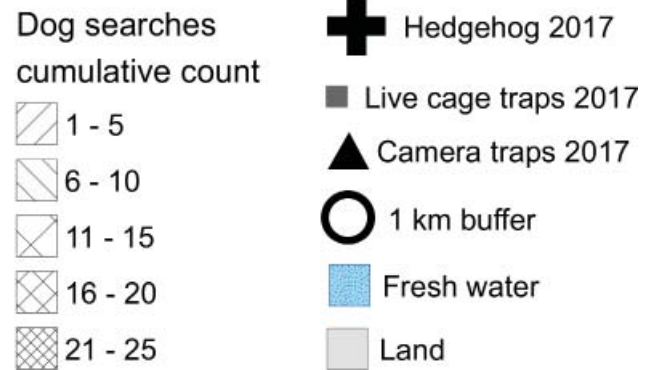 Dog searches
cumulative count
1 - 5
6 - 10
11 - 15
16 - 20
21 - 25
Hedgehog 2017
Live cage traps 2017
Camera traps 2017
1 km buffer
Fresh water
Land